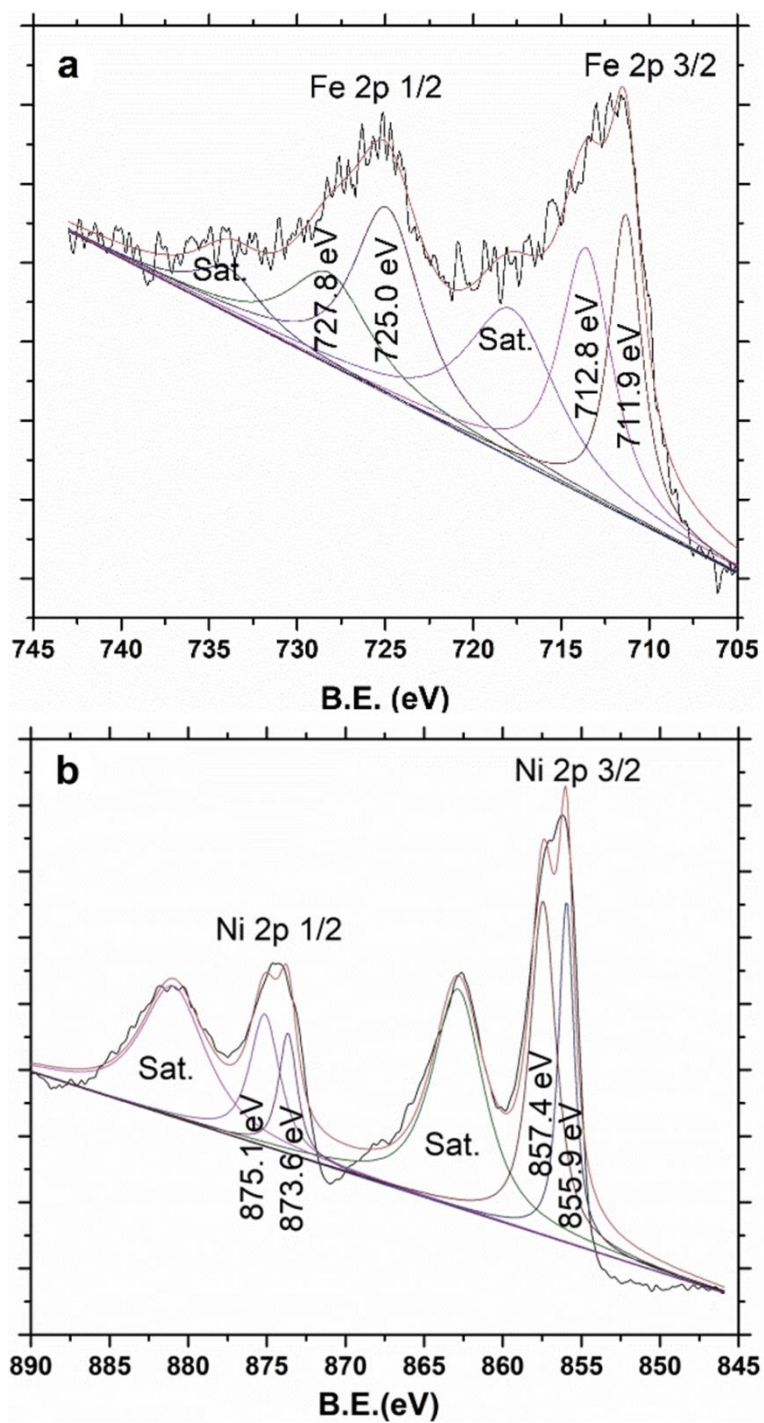 a
Fe 2p 1/2
Fe 2p 3/2
Sat.
727.8 eV
725.0 eV
Sat.
712.8 eV
711.9 eV
745 740 735 730 725 720 715 710 705
B.E. (eV)
b
Ni 2p 3/2
Ni 2p 1/2
Sat.
875.1 eV
873.6 eV
Sat.
857.4 eV
855.9 eV
890 885 880 875 870 865 860 855 850 845
B.E.(eV)